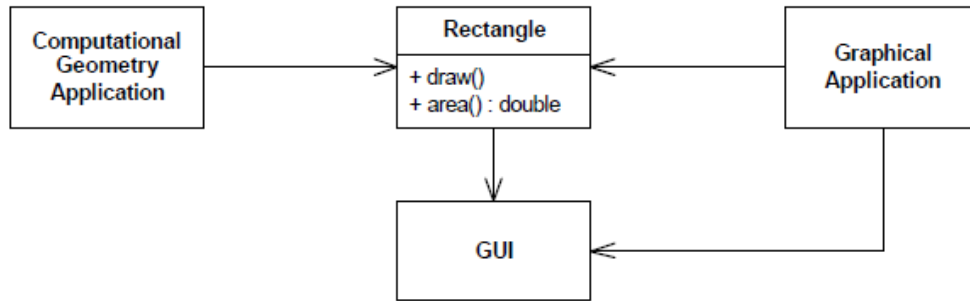 Computational
Geometry
Application
Rectangle
+ draw()
+ area() : double
Graphical
Application
GUI